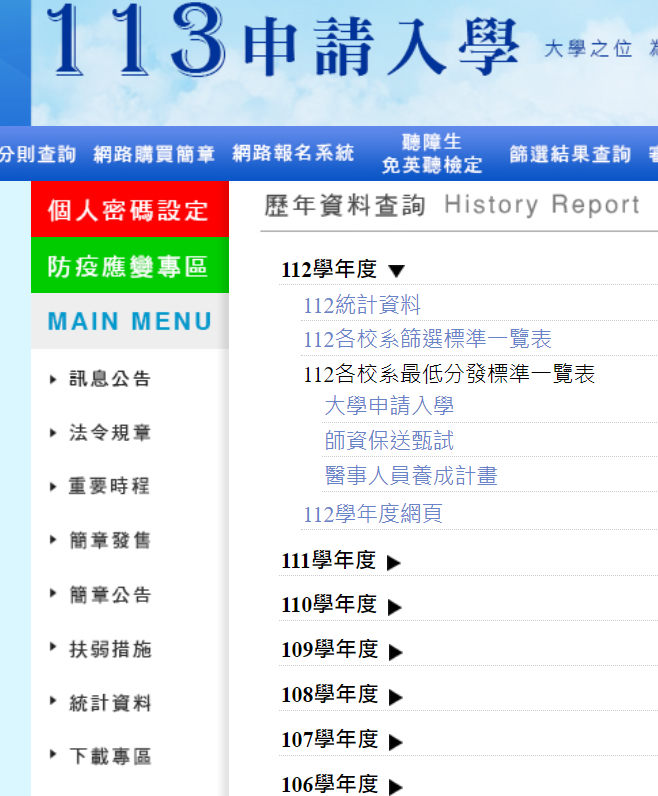 113申請入學 大學之位
分則查詢 網路購買簡章 網路報名系統 聽障生 篩選結果查詢
免英聽檢定
個人密碼設定
歷年資料查詢 History Report
防疫應變專區
MAIN MENU
訊息公告
法令規章
重要時程
簡章發售
簡章公告
扶弱措施
統計資料
下載專區
112學年度 ▼
112統計資料
112各校系篩選標準一覽表
112各校系最低分發標準一覽表
大學申請入學
師資保送甄試
醫事人員養成計畫
112學年度網頁
111學年度 ▶
110學年度 ▶
109學年度 ▶
108學年度 ▶
107學年度 ▶
106學年度 ▶